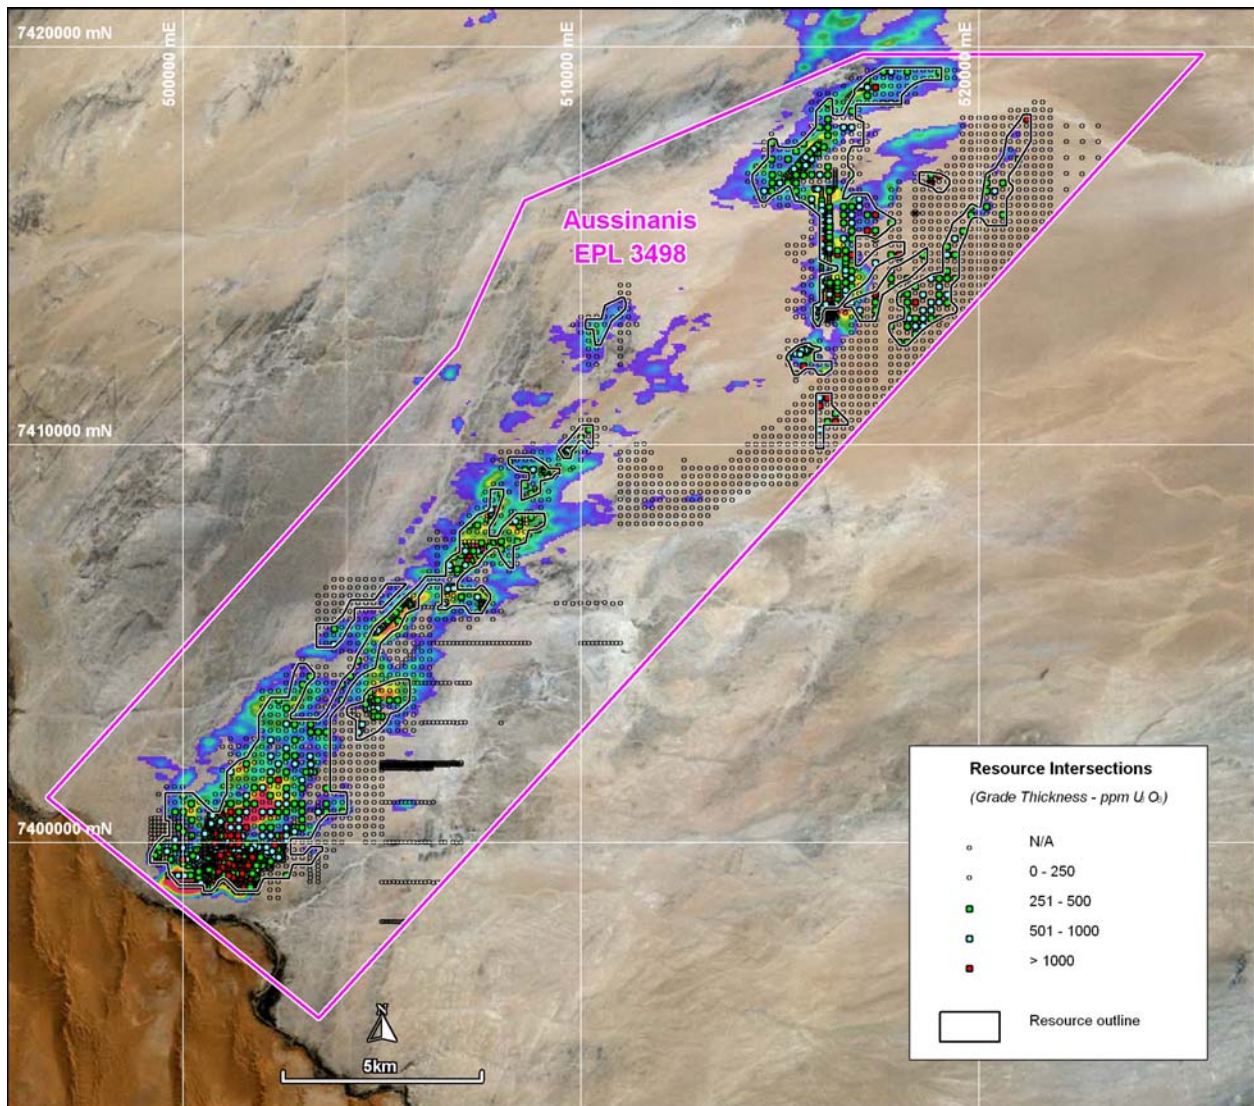 7420000 mN
500000 mE
510000 mE
520000 mE
Aussinanis
EPL 3498
7410000 mN
7400000 mN
Resource Intersections
(Grade Thickness - ppm U₃O₈)
N/A
0 - 250
251 - 500
501 - 1000
> 1000
Resource outline
N
5km